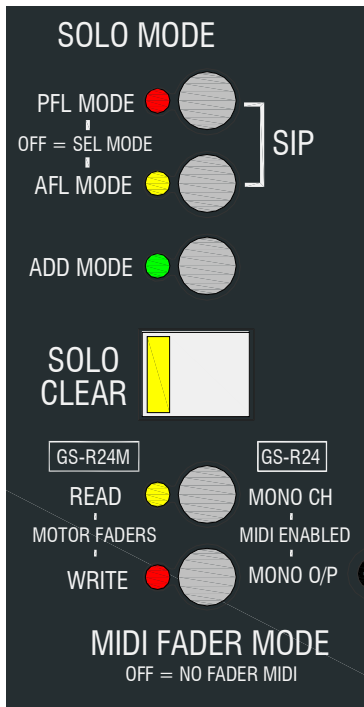 SOLO MODE
PFL MODE
OFF = SEL MODE
SIP
AFL MODE
ADD MODE
SOLO
CLEAR
GS-R24M
GS-R24
READ
MONO CH
MOTOR FADERS
MIDI ENABLED
WRITE
MONO O/P
MIDI FADER MODE
OFF = NO FADER MIDI